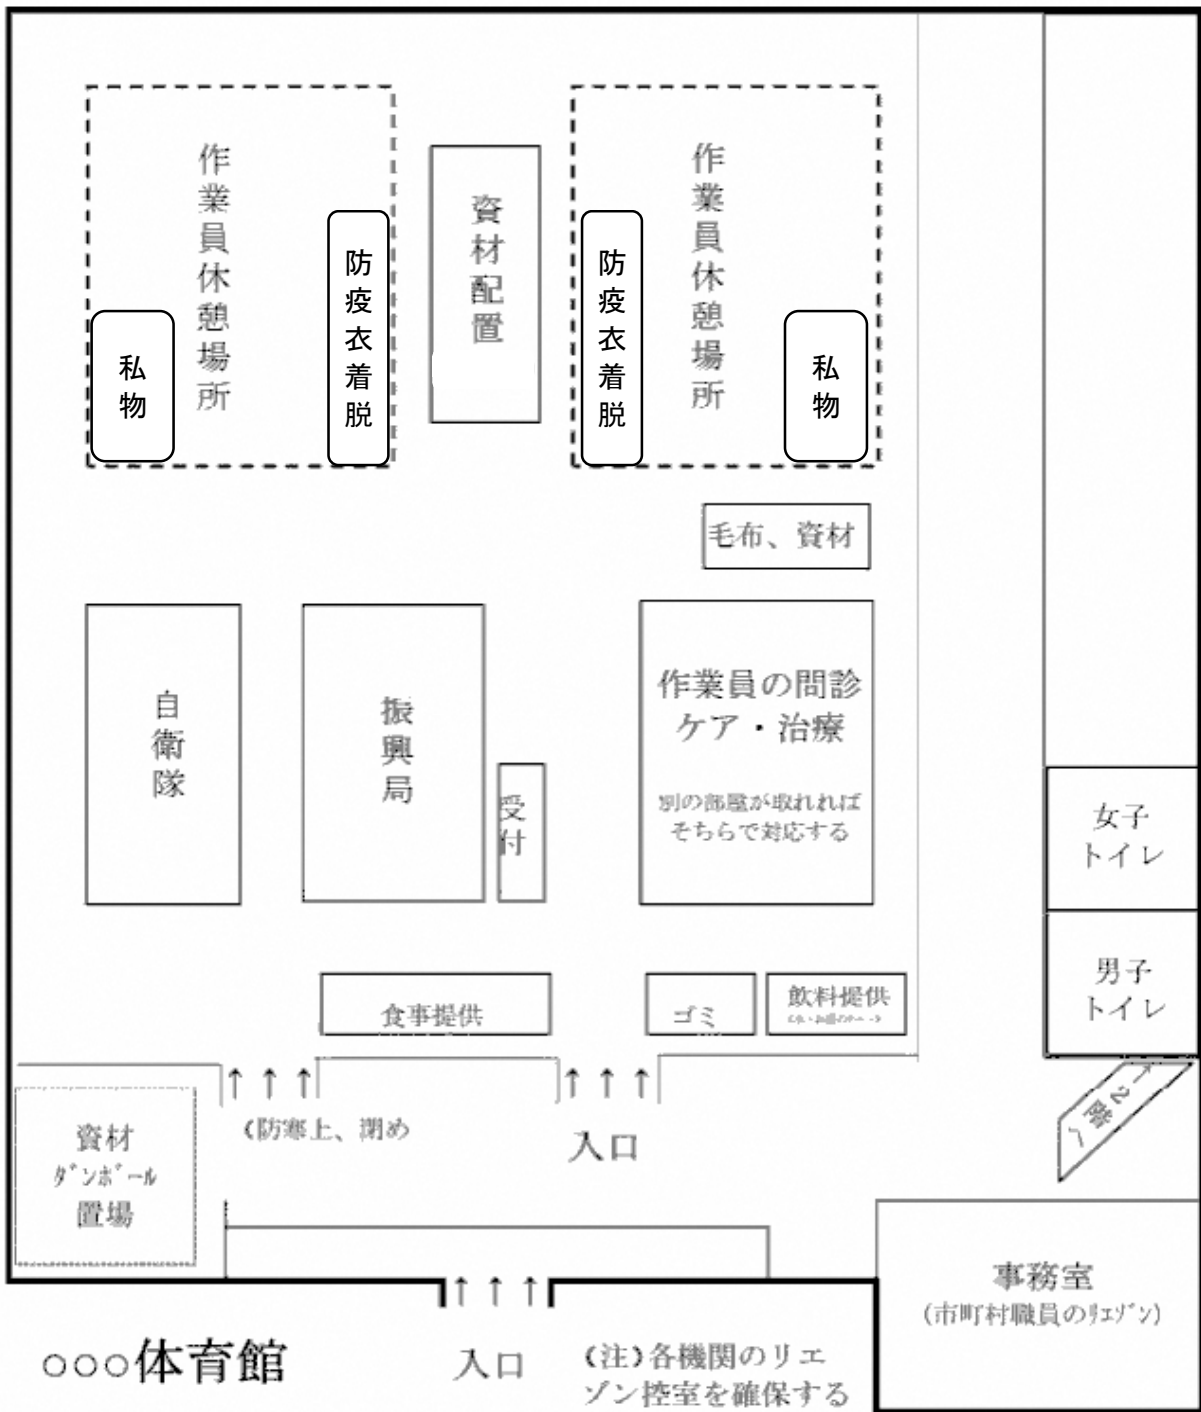 作業員休憩場所
防疫衣着脱
私物
資材配置
作業員休憩場所
防疫衣着脱
私物
毛布、資材
自衛隊
振興局
受付
作業員の問診
ケア・治療
別の部屋が取れれば
そちらで対応する
女子
トイレ
男子
トイレ
食事提供
ゴミ
飲料提供
↑ ↑ ↑
(防寒上、閉め
↑ ↑ ↑
入口
←2階へ
資材
ダンボール
置場
事務室
(市町村職員のリエゾン)
↑ ↑ ↑
○○○体育館
入口
(注)各機関のリエ
ゾン控室を確保する